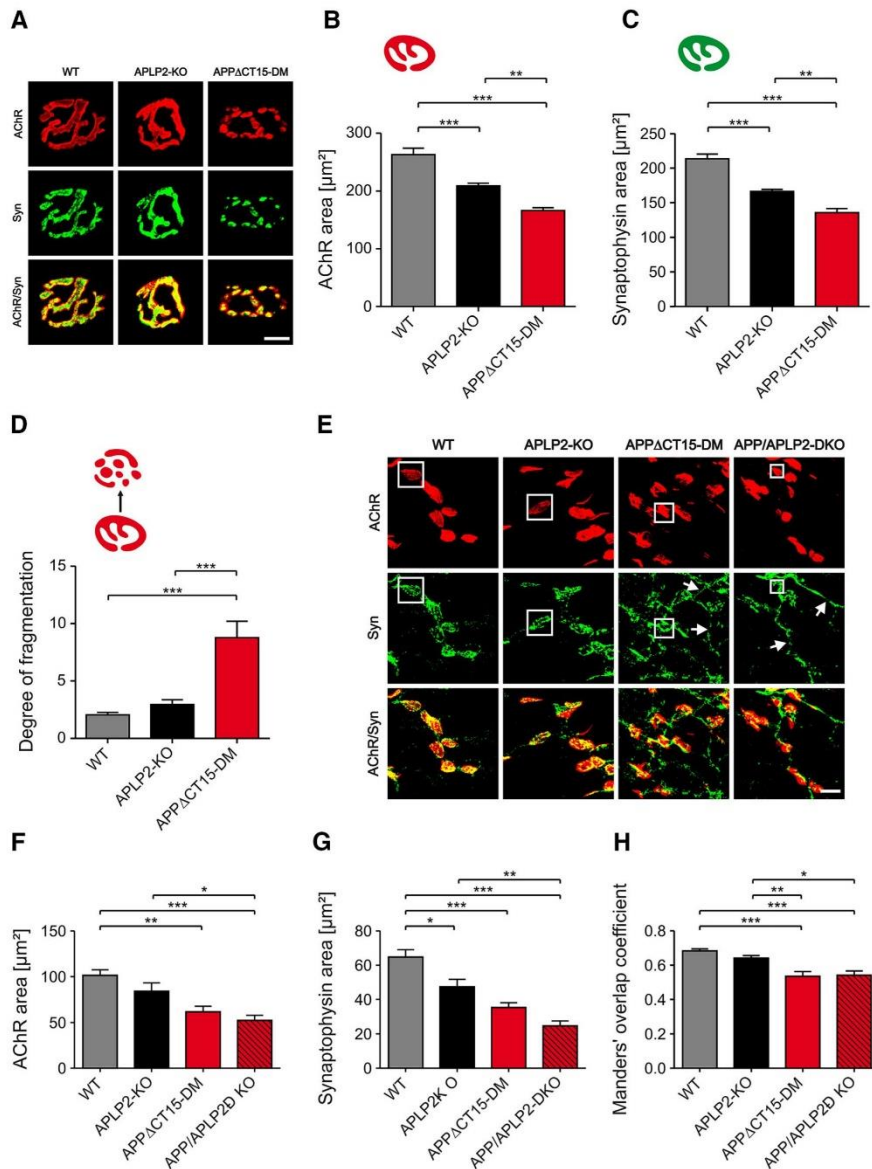 A
WT APLP2-KO APPΔCT15-DM
AChR
Syn
AChR/Syn
B
**
***
***
AChR area [µm²]
300
200
100
0
WT
APLP2-KO
APPΔCT15-DM
C
**
***
***
Synaptophysin area [µm²]
250
200
150
100
50
0
WT
APLP2-KO
APPΔCT15-DM
D
***
***
Degree of fragmentation
15
10
5
0
WT
APLP2-KO
APPΔCT15-DM
E
WT APLP2-KO APPΔCT15-DM APP/APLP2-DKO
AChR
Syn
AChR/Syn
F
*
***
**
AChR area [µm²]
150
100
50
0
WT
APLP2-KO
APPΔCT15-DM
APP/APLP2Đ KO
G
**
***
***
*
Synaptophysin area [µm²]
80
60
40
20
0
WT
APLP2K O
APPΔCT15-DM
APP/APLP2-DKO
H
*
**
***
***
Manders' overlap coefficient
0.8
0.6
0.4
0.2
0.0
WT
APLP2-KO
APPΔCT15-DM
APP/APLP2Đ KO